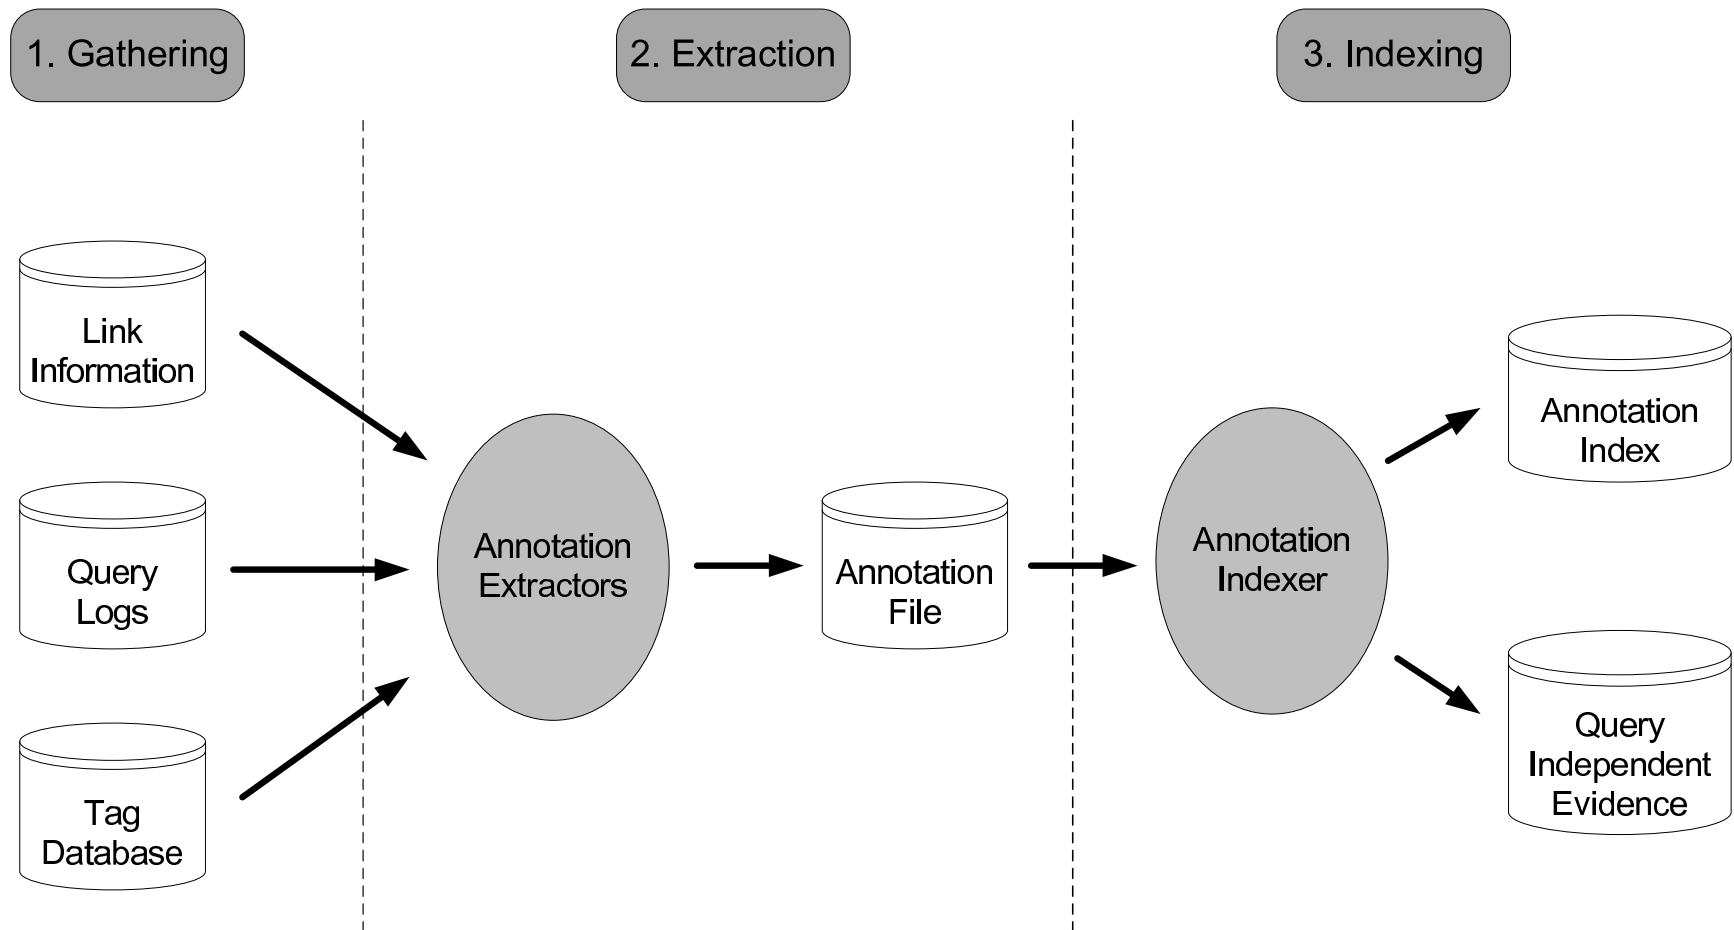 1. Gathering
2. Extraction
3. Indexing
Link
Information
Query
Logs
Tag
Database
Annotation
Extractors
Annotation
File
Annotation
Indexer
Annotation
Index
Query
Independent
Evidence